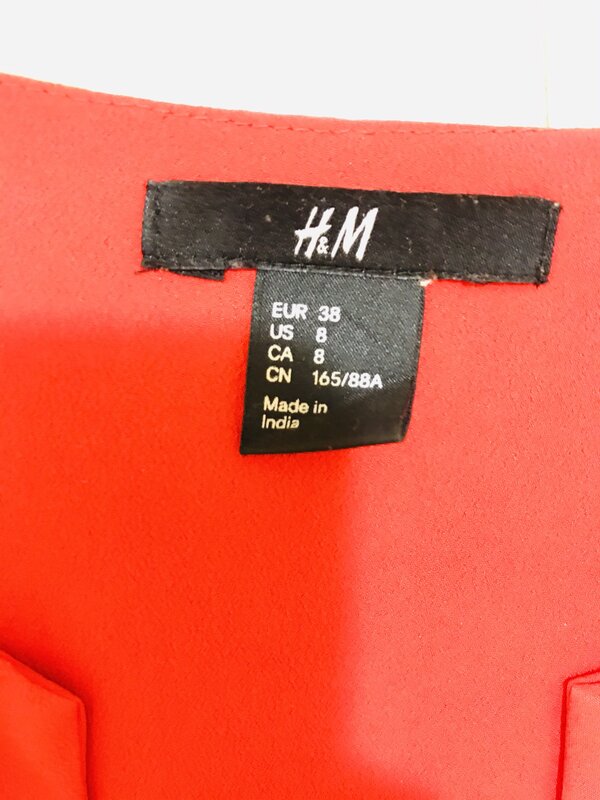 H&M
EUR 38
US 8
CA 8
CN 165/88A
Made in
India